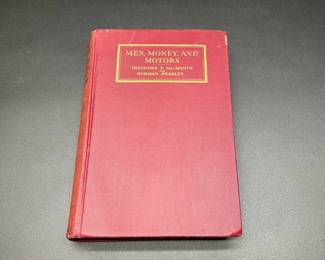 MEN, MONEY, AND
MOTORS
THEODORE F. MacMANUS
NORMAN BEASLEY